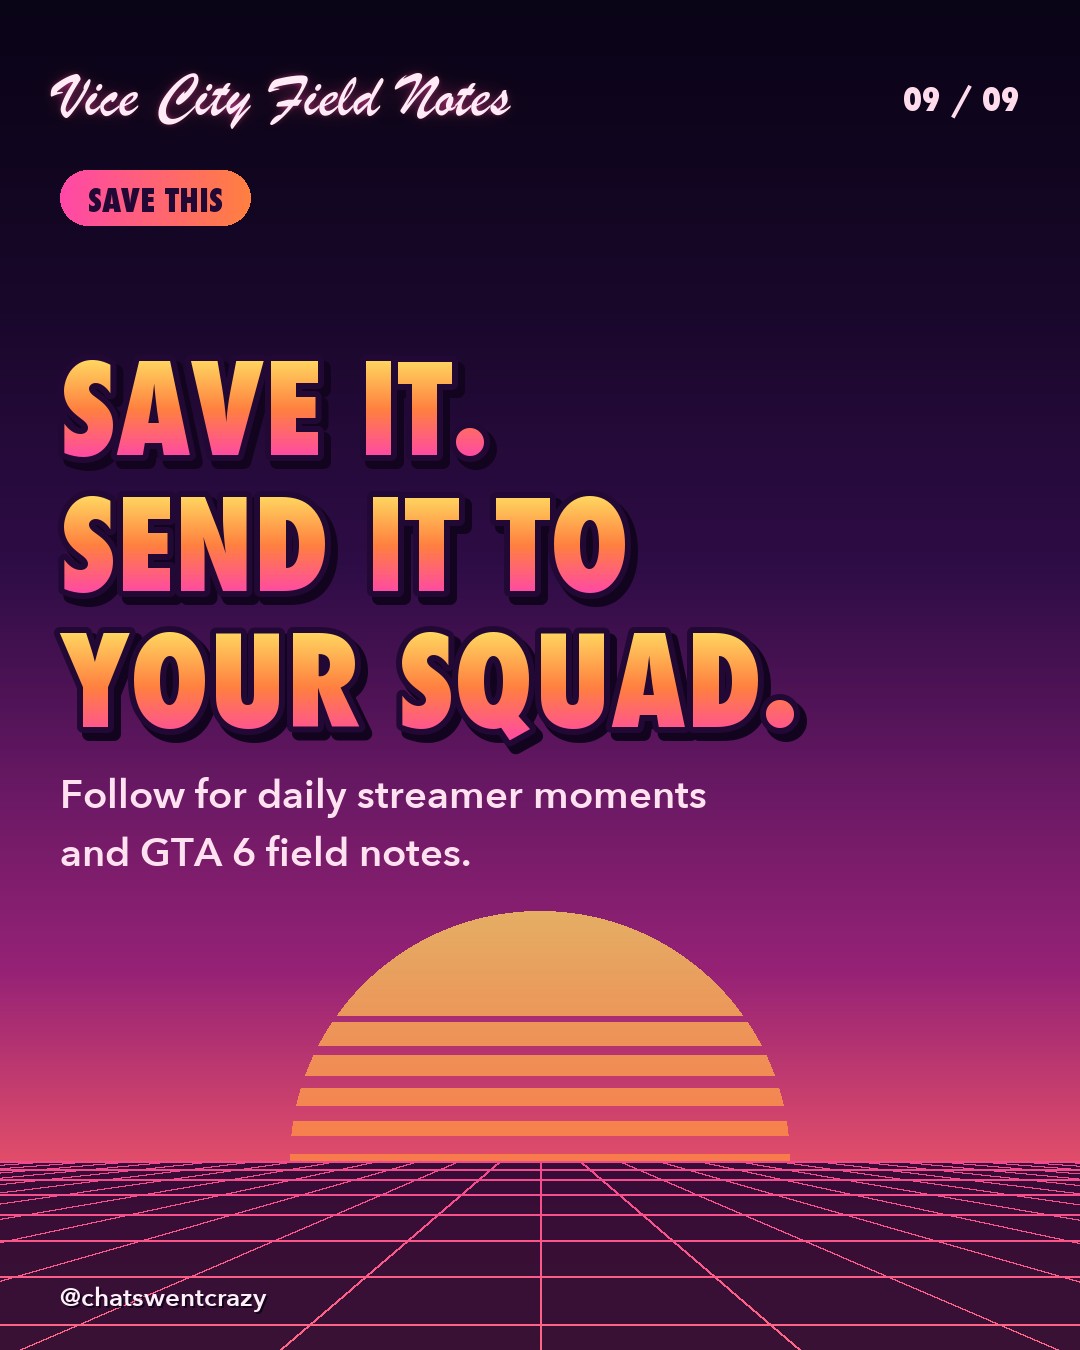 Vice City Field Notes
09 / 09
SAVE THIS
SAVE IT.
SEND IT TO
YOUR SQUAD.
Follow for daily streamer moments
and GTA 6 field notes.
@chatswentcrazy